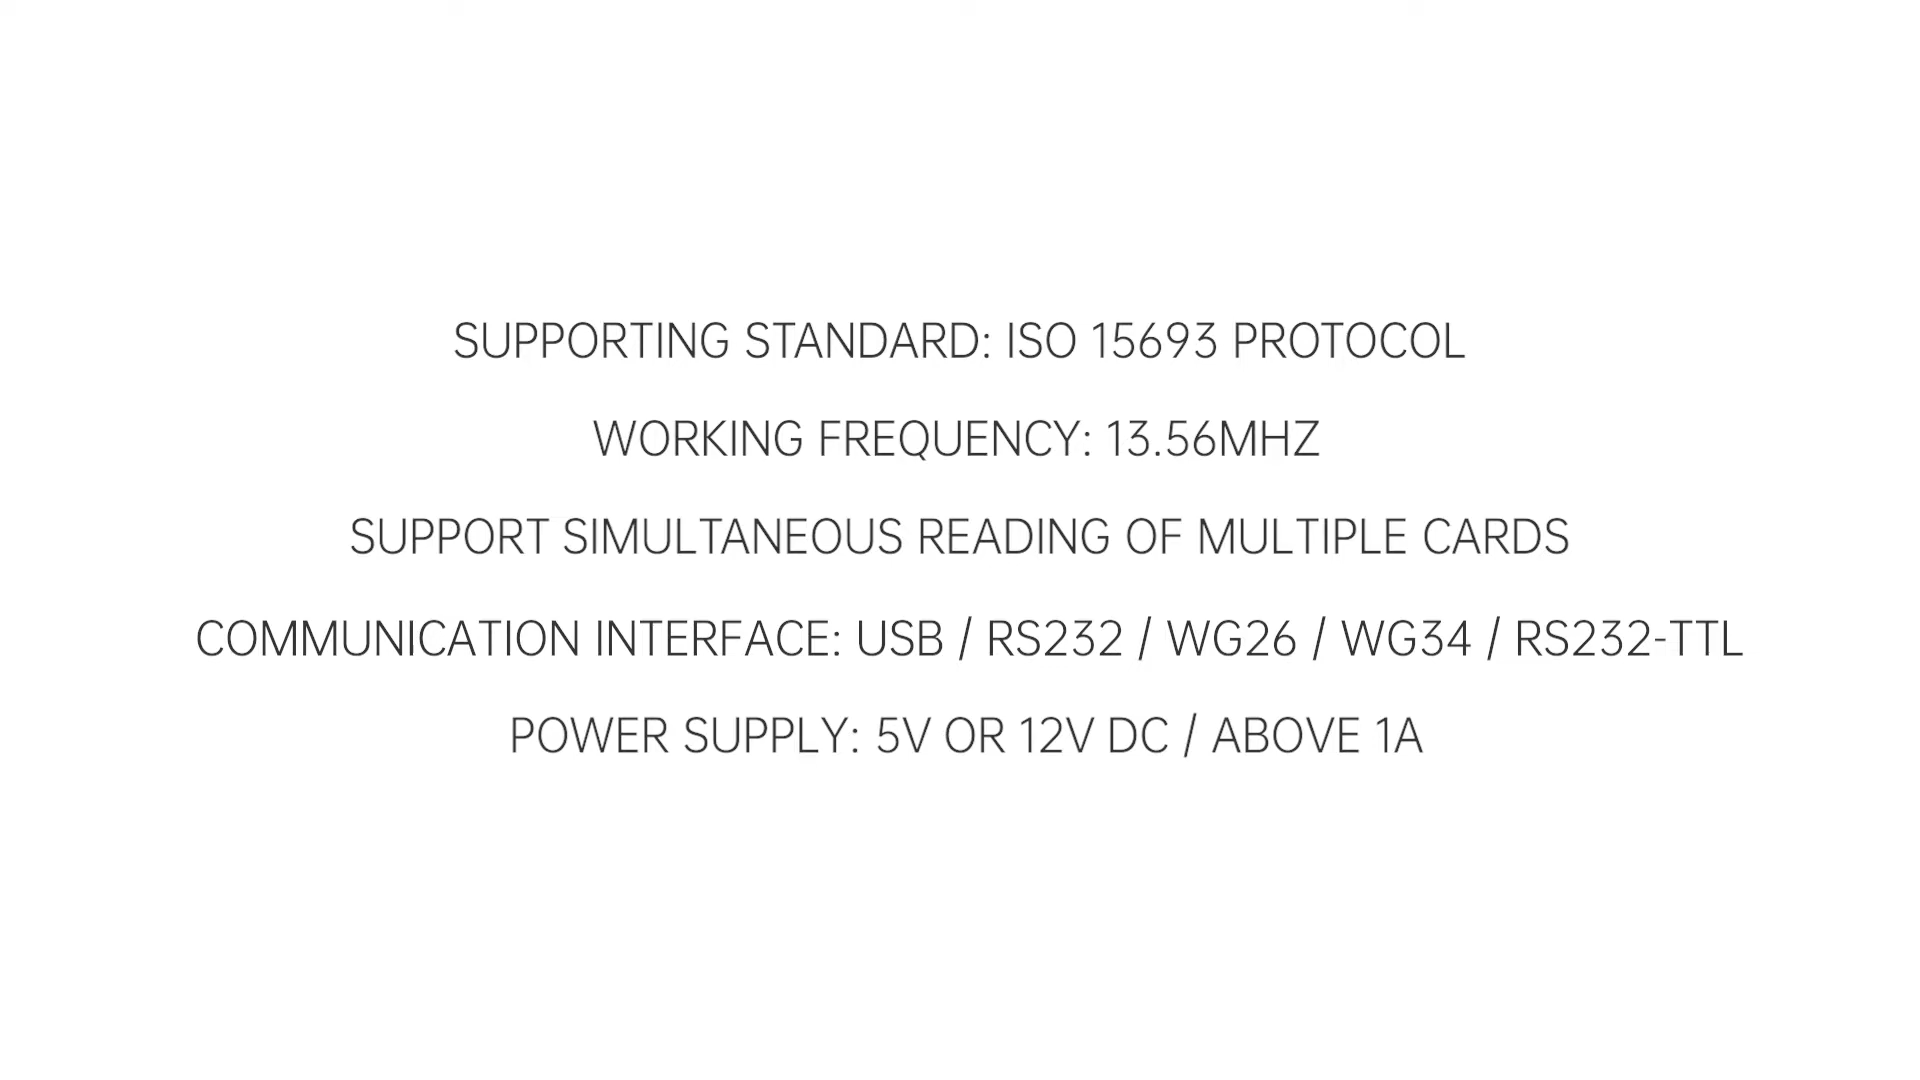 SUPPORTING STANDARD: ISO 15693 PROTOCOL
WORKING FREQUENCY: 13.56MHZ
SUPPORT SIMULTANEOUS READING OF MULTIPLE CARDS
COMMUNICATION INTERFACE: USB / RS232 / WG26 / WG34 / RS232-TTL
POWER SUPPLY: 5V OR 12V DC / ABOVE 1A